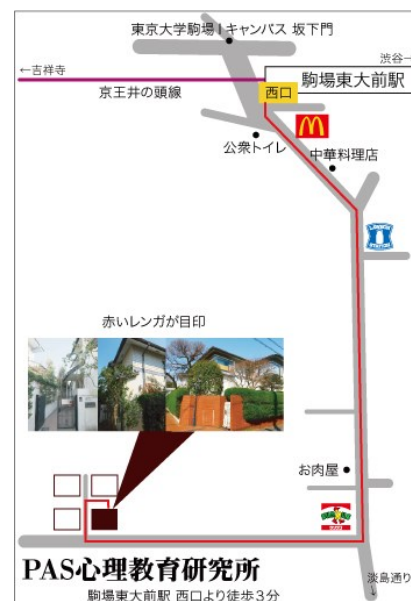 東京大学駒場Iキャンパス 坂下門
渋谷→
←吉祥寺
駒場東大前駅
京王井の頭線
西口
公衆トイレ
中華料理店
LAWSON
STATION
赤いレンガが目印
お肉屋
PAS心理教育研究所
淡島通り
↓
駒場東大前駅 西口より徒歩3分